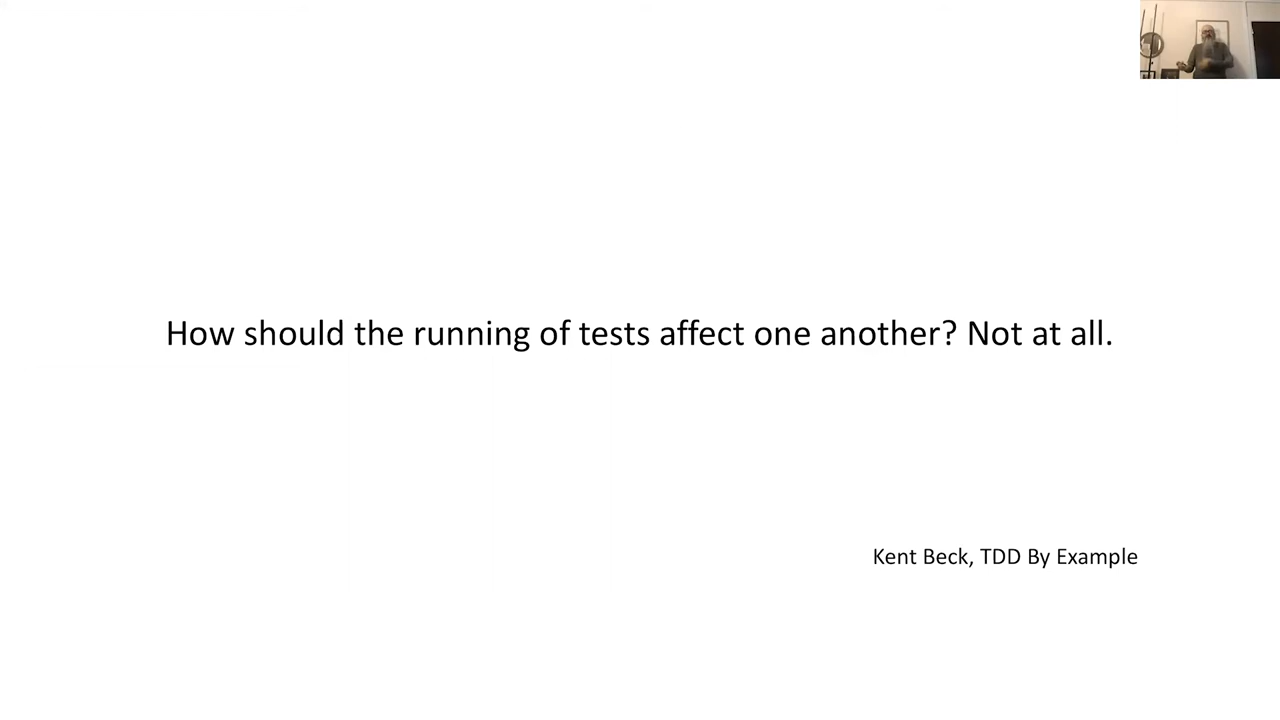 How should the running of tests affect one another? Not at all.
Kent Beck, TDD By Example